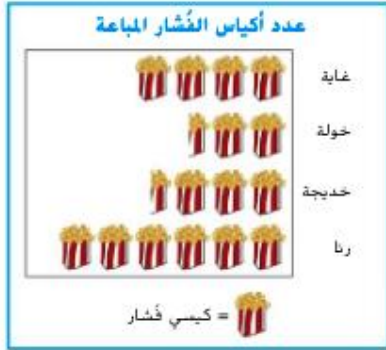 عدد أكياس الفُشار المباعة
غاية
خولة
خديجة
رنا
= كيسي فُشار